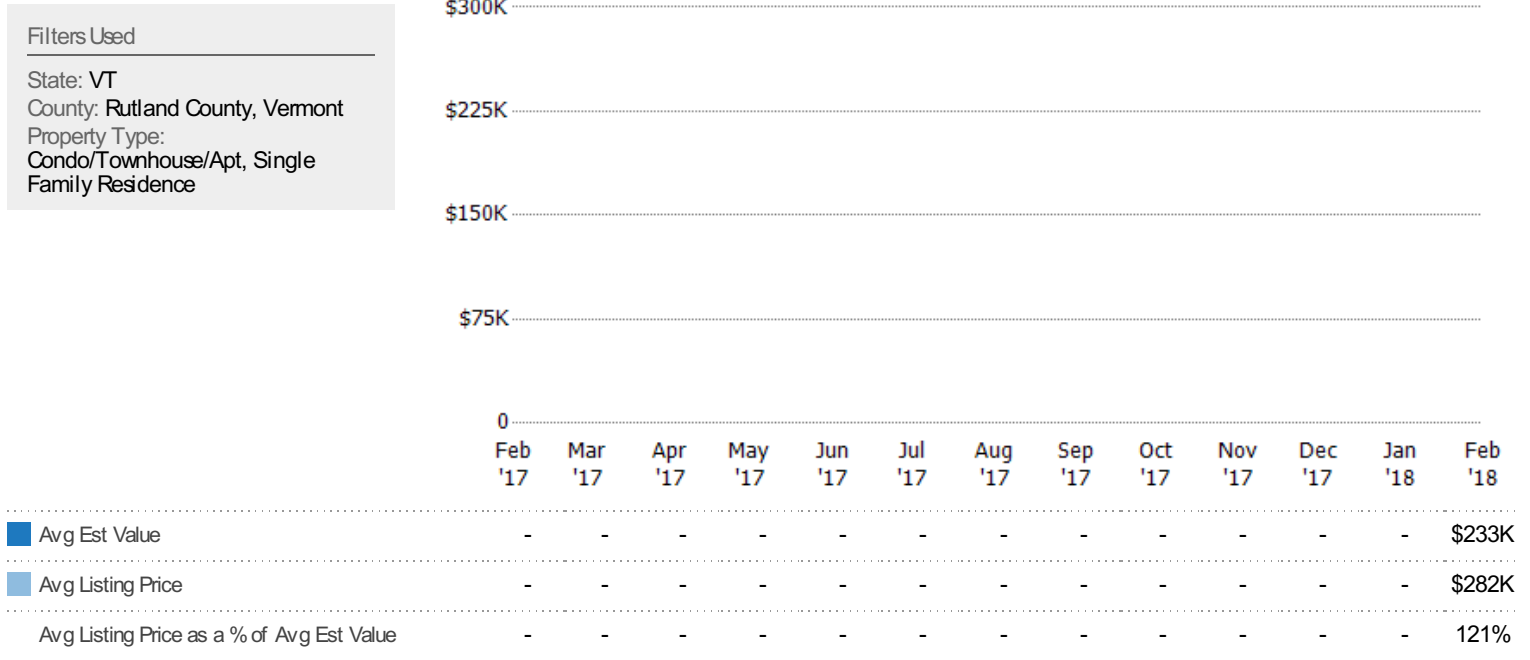 Filters Used
State: VT
County: Rutland County, Vermont
Property Type:
Condo/Townhouse/Apt, Single
Family Residence
$300K
$225K
$150K
$75K
0
Feb Mar Apr May Jun Jul Aug Sep Oct Nov Dec Jan Feb
'17 '17 '17 '17 '17 '17 '17 '17 '17 '17 '17 '18 '18
Avg Est Value - - - - - - - - - - - - $233K
Avg Listing Price - - - - - - - - - - - - $282K
Avg Listing Price as a % of Avg Est Value - - - - - - - - - - - - 121%